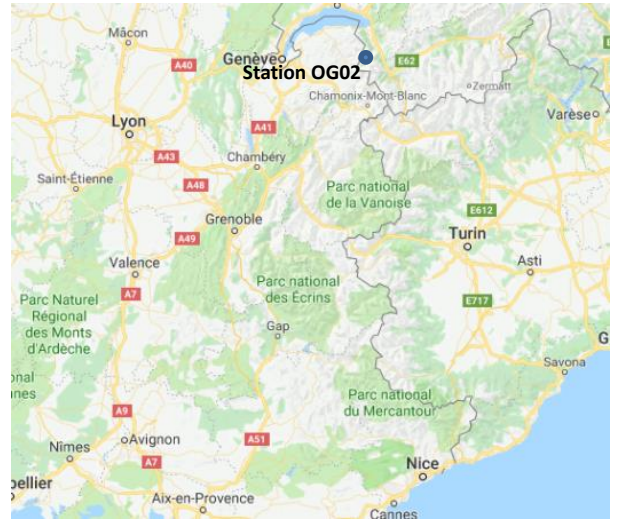 Mâcon
A40
Genève
E62
Station OG02
Zermatt
Chamonix-Mont-Blanc
Varèse
Lyon
A41
A43
Chambéry
Saint-Étienne
A48
Parc national
de la Vanoise
E612
Grenoble
A49
Turin
Valence
Asti
Parc national
des Écrins
A7
E717
Parc Naturel
Régional
des Monts
d'Ardèche
Gap
G
Savona
onal
nnes
Parc national
du Mercantour
A9
A51
Avignon
Nîmes
A7
Nice
pellier
Aix-en-Provence
Cannes